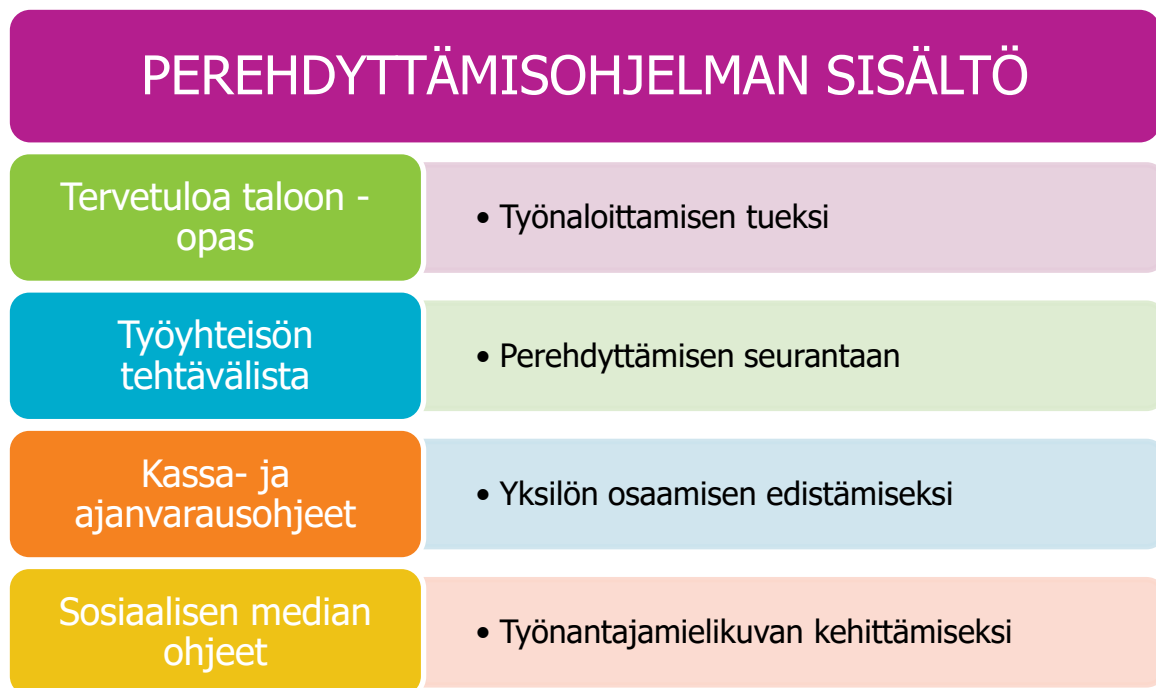 PEREHDYTTÄMISOHJELMAN SISÄLTÖ
Tervetuloa taloon -
opas
• Työnaloittamisen tueksi
Työyhteisön
tehtävälista
• Perehdyttämisen seurantaan
Kassa- ja
ajanvarausohjeet
• Yksilön osaamisen edistämiseksi
Sosiaalisen median
ohjeet
• Työnantajamielikuvan kehittämiseksi